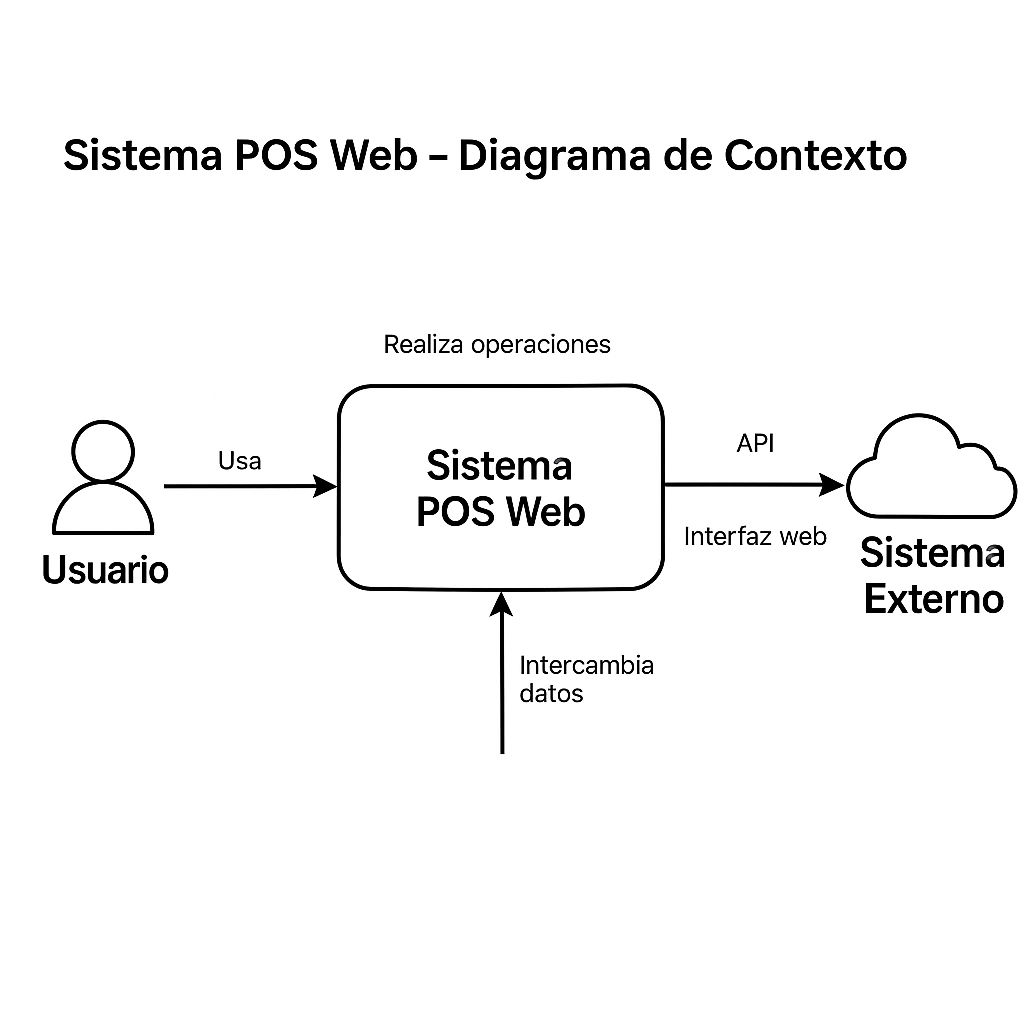 Sistema POS Web – Diagrama de Contexto
Realiza operaciones
Usa
Sistema
POS Web
API
Interfaz web
Usuario
Sistema
Externo
Intercambia
datos